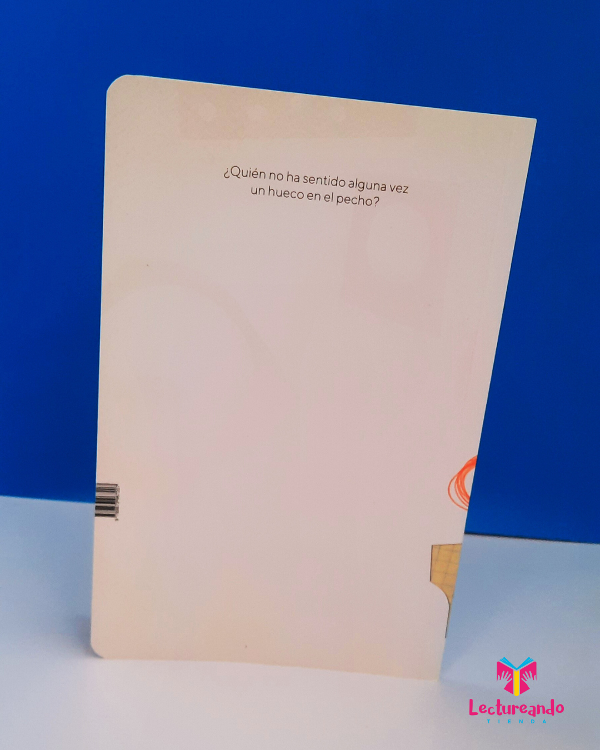 ¿Quién no ha sentido alguna vez
un hueco en el pecho?
Lectureando
TIENDA